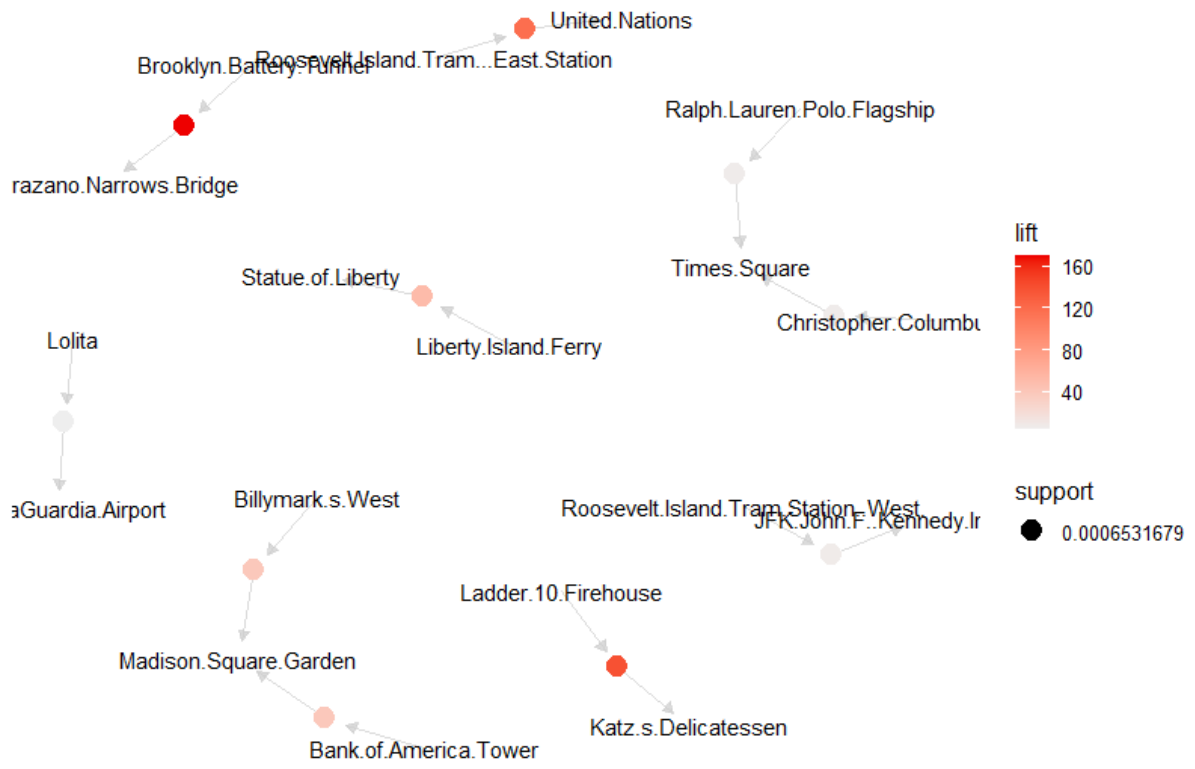 United.Nations
Roosevelt.Island.Tram...East.Station
Brooklyn.Battery.Tunnel
Ralph.Lauren.Polo.Flagship
razano.Narrows.Bridge
lift
160
120
80
40
Times.Square
Statue.of.Liberty
Christopher.Columbu
Liberty.Island.Ferry
Lolita
support
0.0006531679
Billymark.s.West
aGuardia.Airport
Roosevelt.Island.Tram.Station..West.
JFK.John.F..Kennedy.Ir
Ladder.10.Firehouse
Madison.Square.Garden
Katz.s.Delicatessen
Bank.of.America.Tower